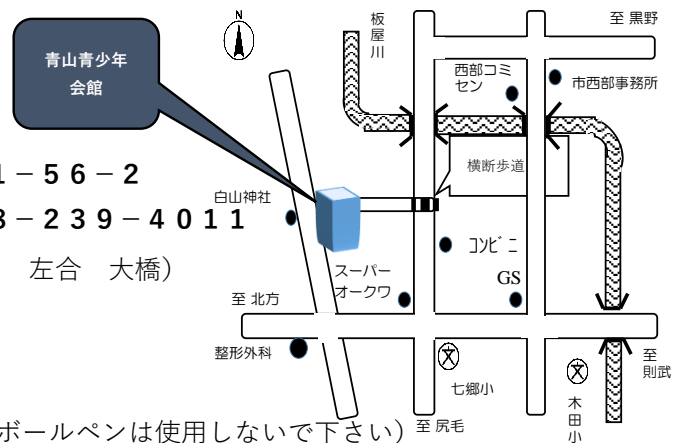 N
板屋川
至 黒野
青山青少年
会館
西部コミ
セン
市西部事務所
横断歩道
1－５６－２
白山神社
3－２３９－４０１１
左合　大橋）
コンビニ
スーパー
オークワ
GS
至 北方
整形外科
文
七郷小
文
木田小
至
則武
至 尻毛
ボールペンは使用しないで下さい）